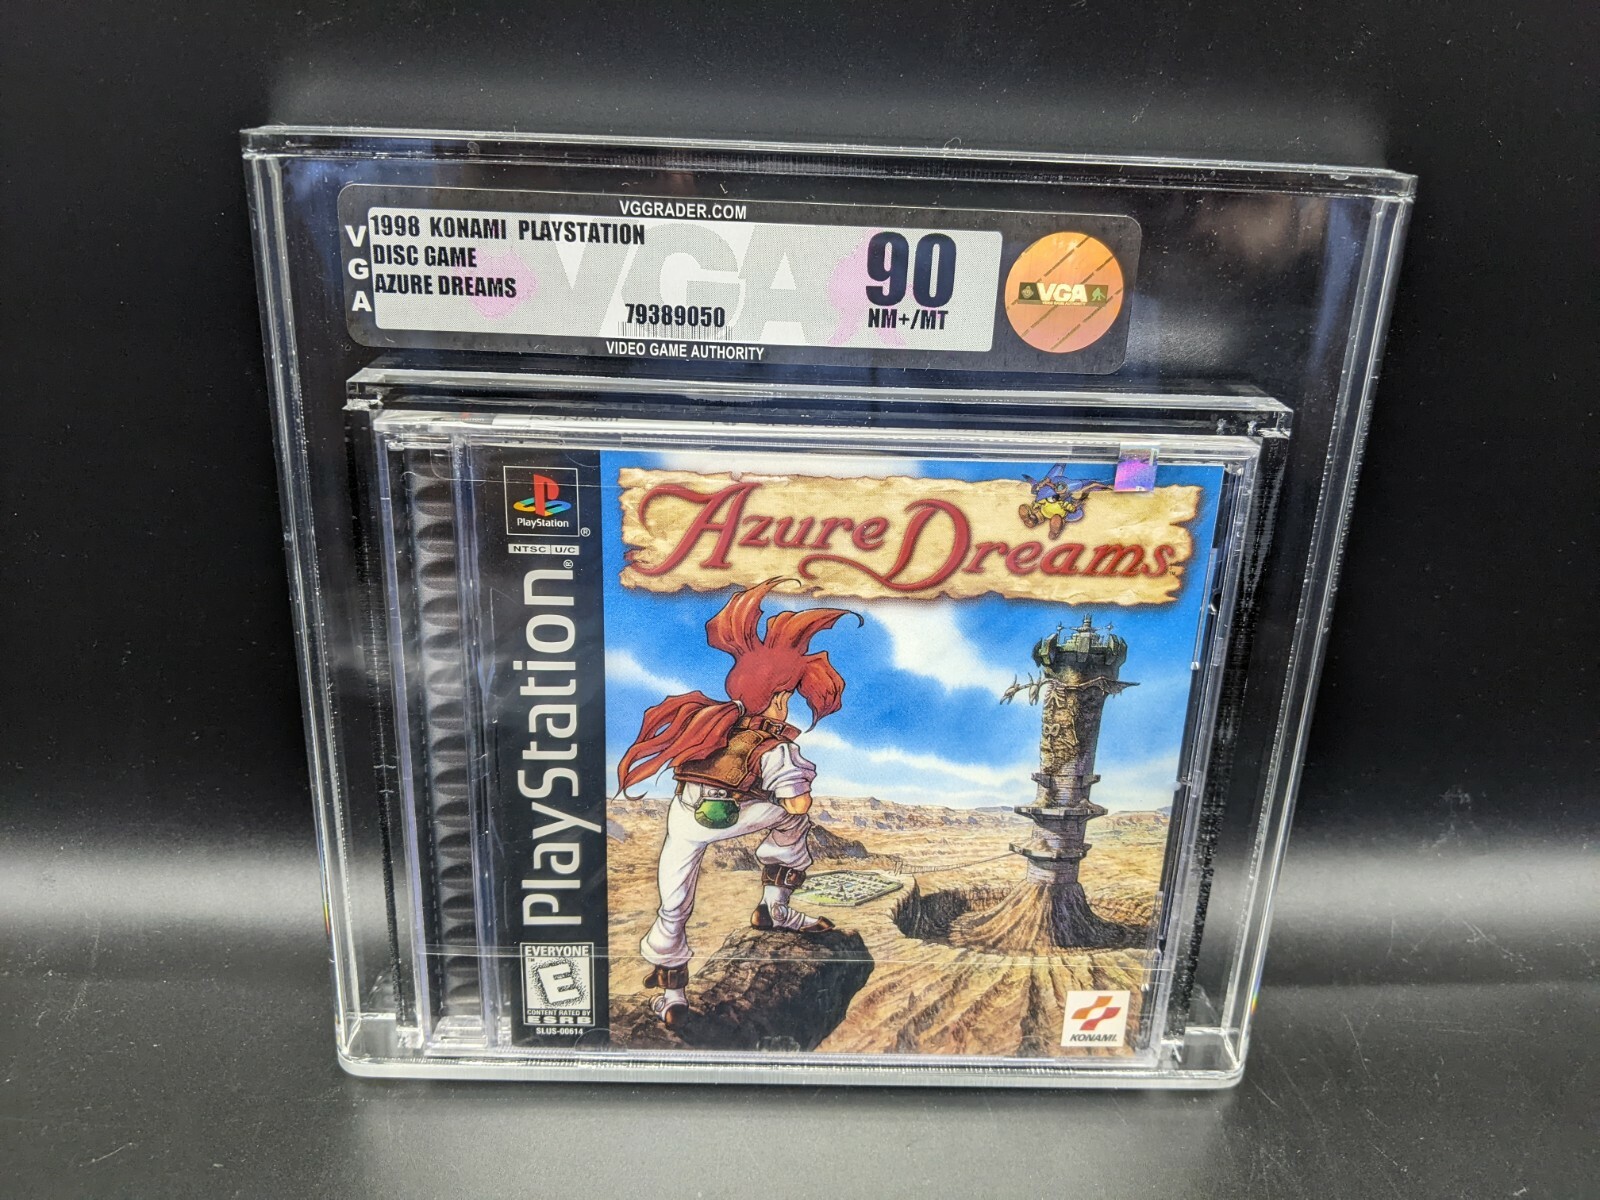 VGGRADER.COM
VGA
1998 KONAMI PLAYSTATION
DISC GAME
AZURE DREAMS
79389050
90
NM+/MT
VGA
VIDEO GAME AUTHORITY
PlayStation
®
NTSC U/C
PlayStation®
Azure Dreams™
EVERYONE
E
CONTENT RATED BY
ESRB
SLUS-00614
KONAMI